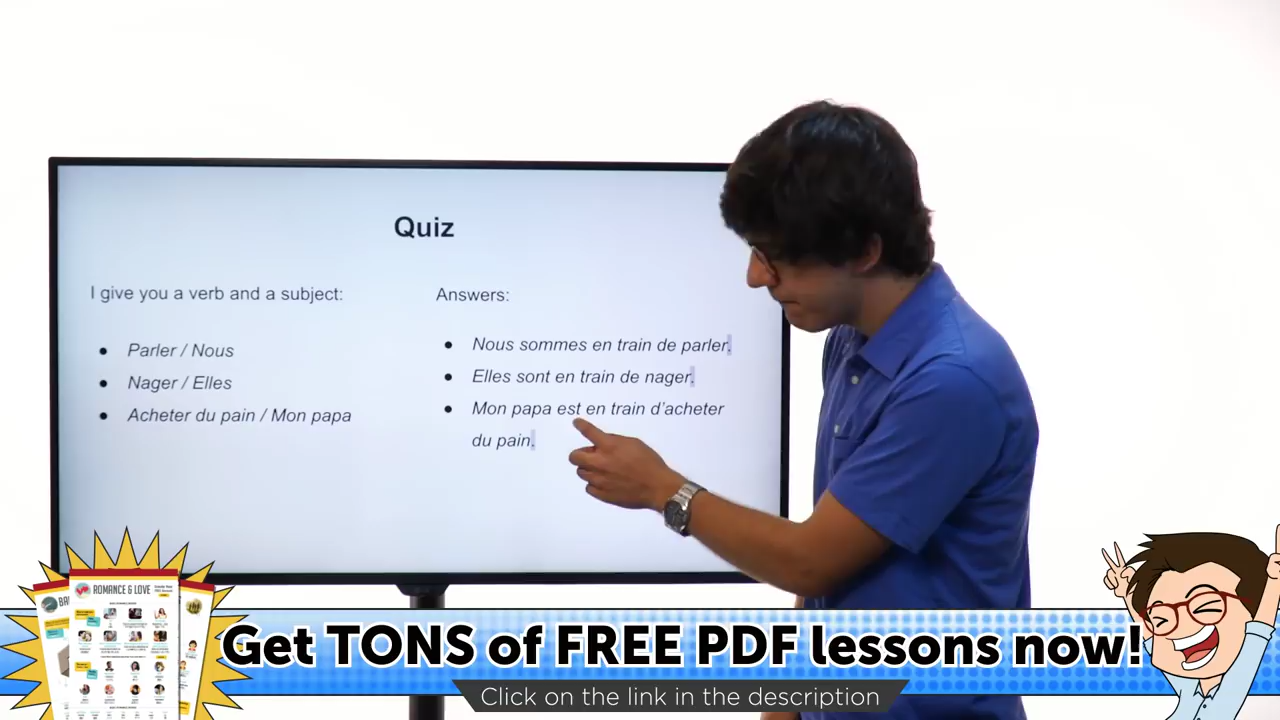 Quiz
I give you a verb and a subject:
Parler / Nous
Nager / Elles
Acheter du pain / Mon papa
Answers:
Nous sommes en train de parler.
Elles sont en train de nager.
Mon papa est en train d’acheter
du pain.
ROMANCE & LOVE
Get TONS of FREE PDF lessons now!
Click on the link in the description